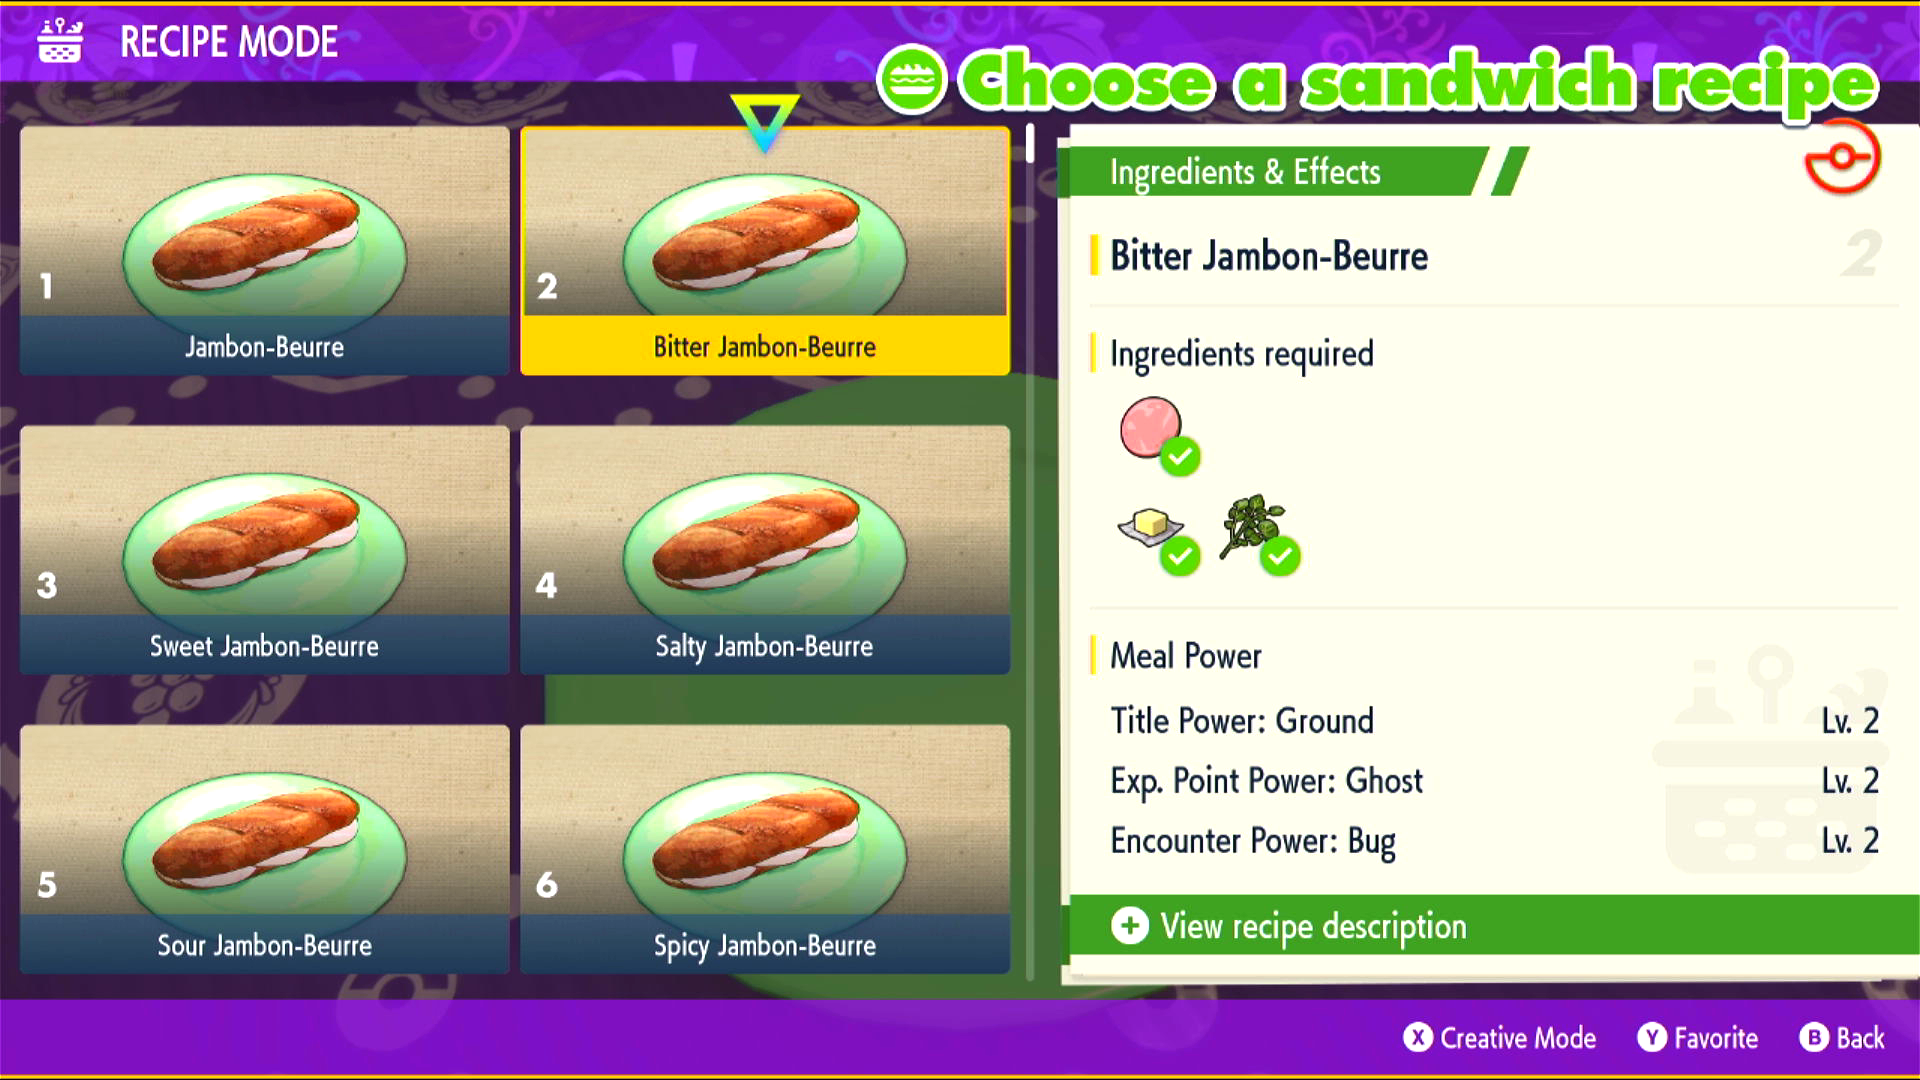 RECIPE MODE
Choose a sandwich recipe
1
Jambon-Beurre
2
Bitter Jambon-Beurre
3
Sweet Jambon-Beurre
4
Salty Jambon-Beurre
5
Sour Jambon-Beurre
6
Spicy Jambon-Beurre
Ingredients & Effects
Bitter Jambon-Beurre 2
Ingredients required
Meal Power
Title Power: Ground Lv. 2
Exp. Point Power: Ghost Lv. 2
Encounter Power: Bug Lv. 2
+ View recipe description
X Creative Mode Y Favorite B Back